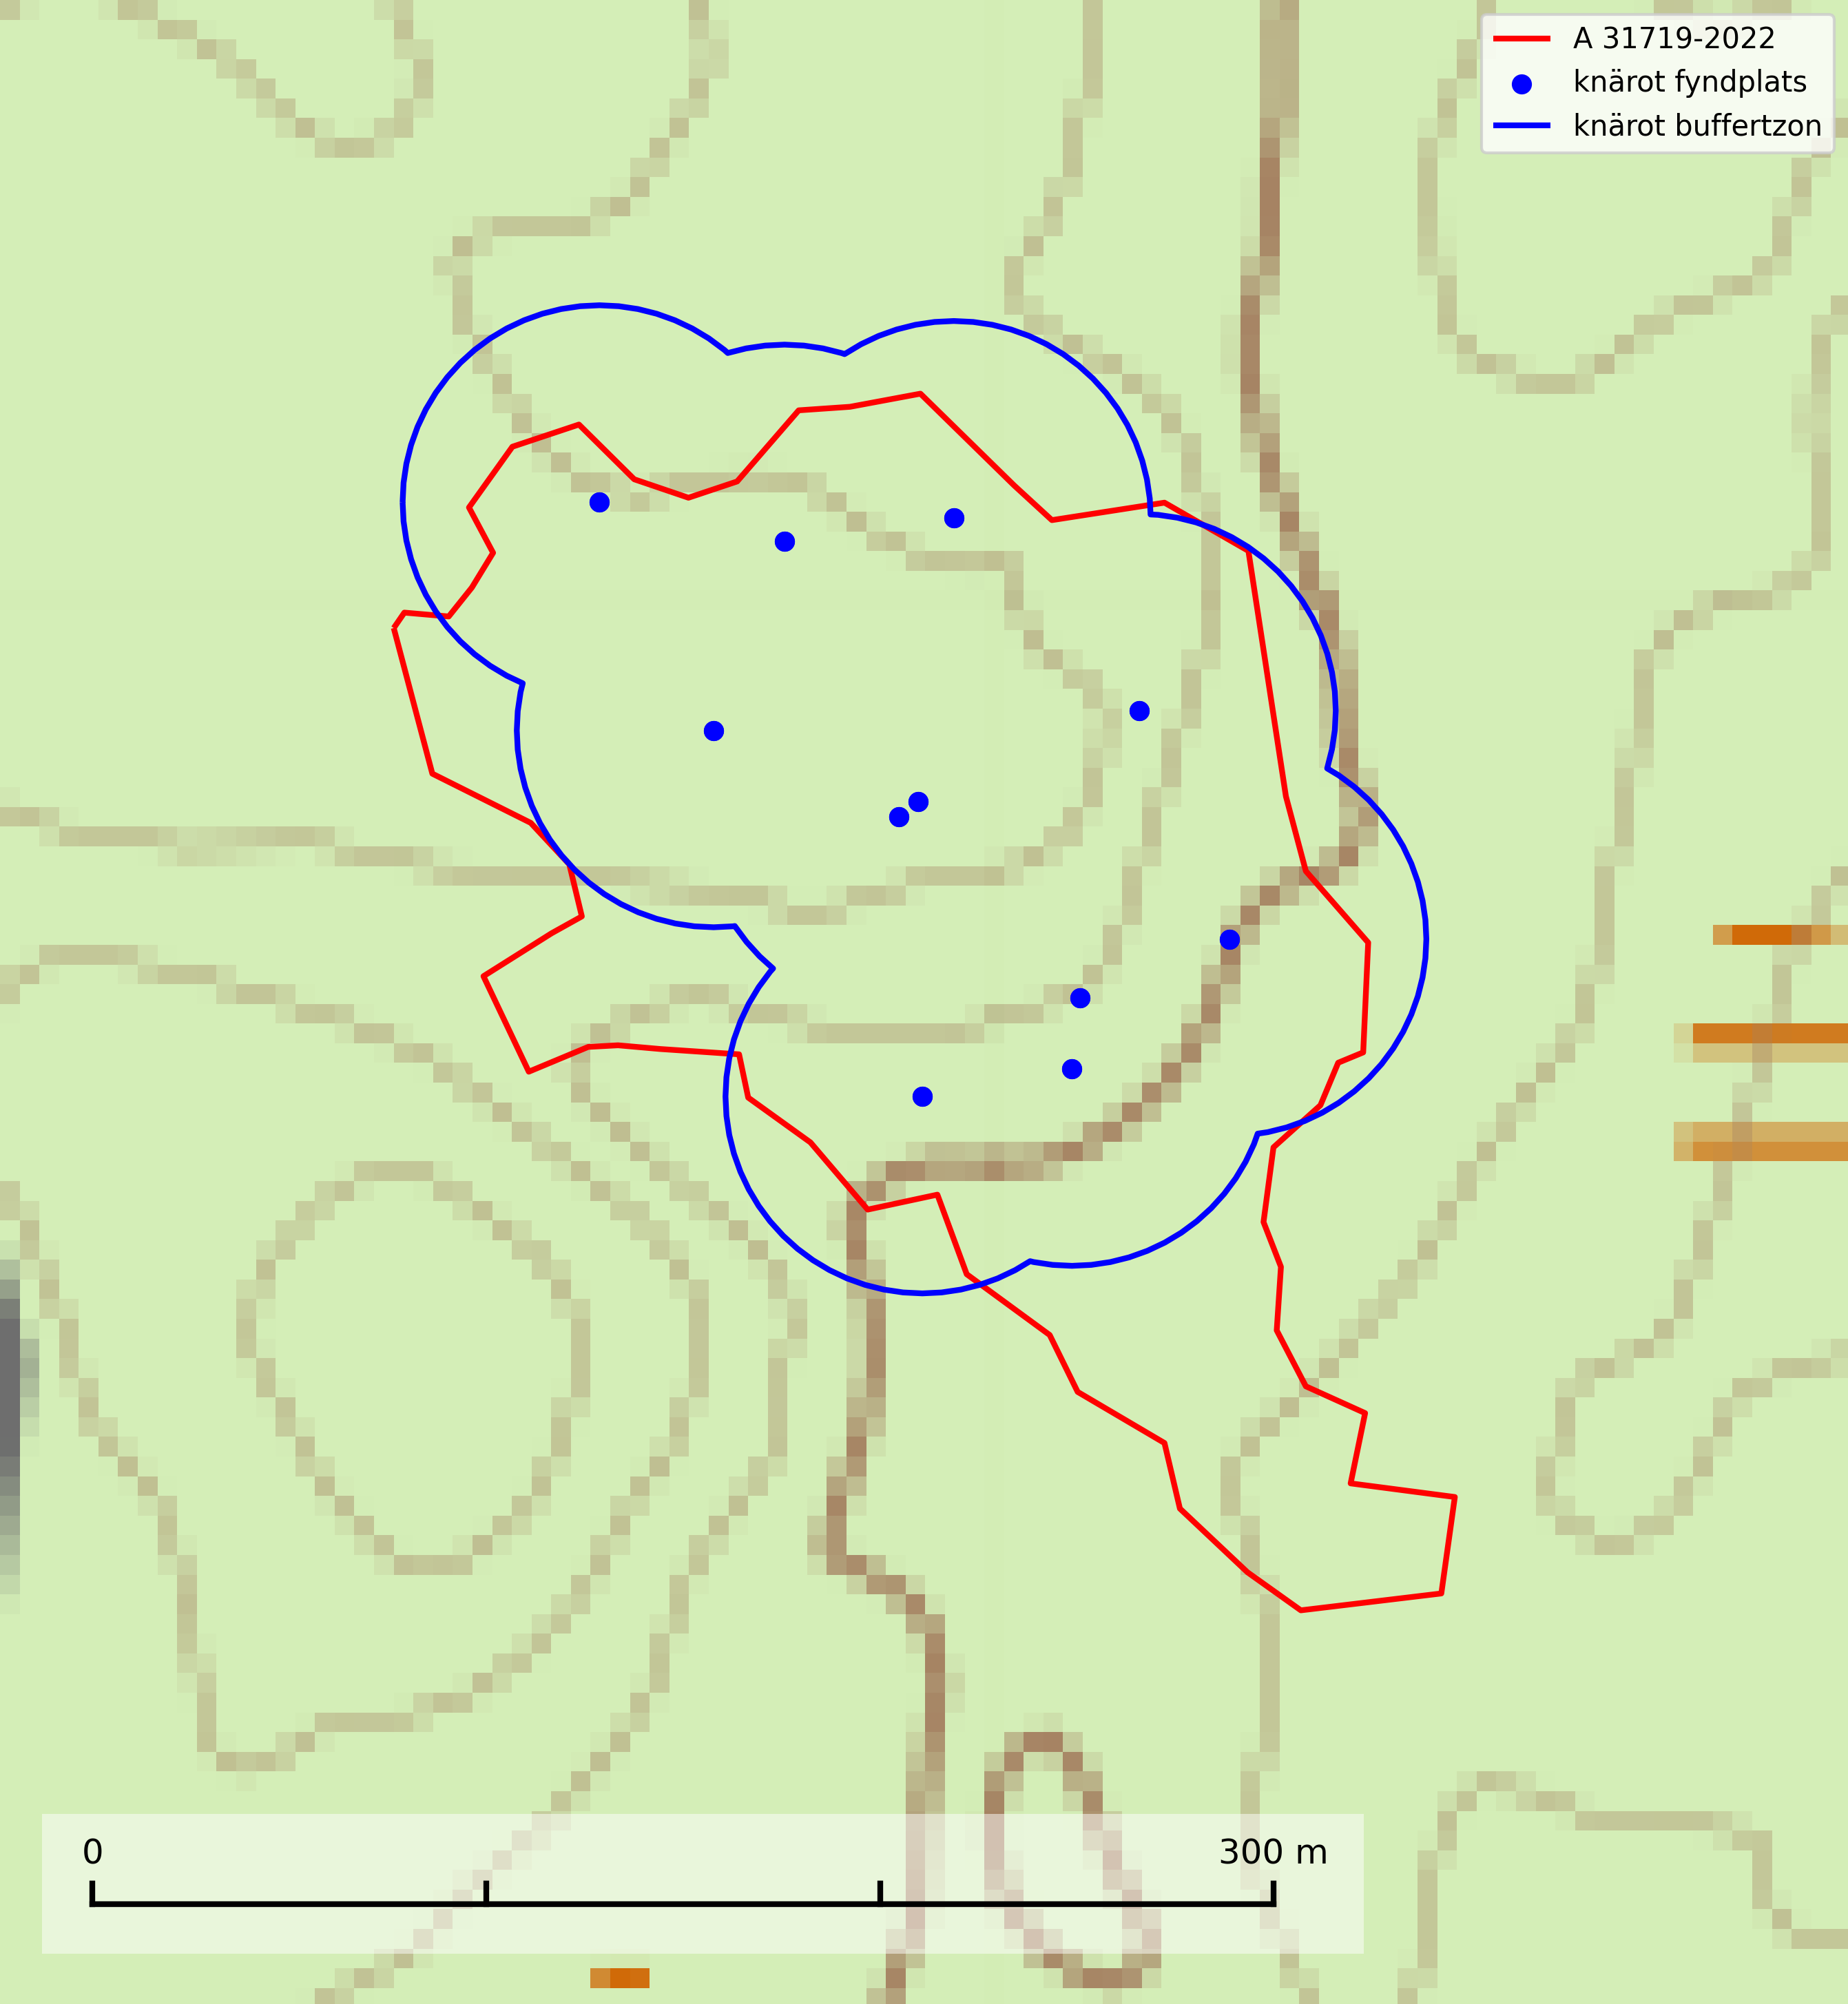 A 31719-2022
knärot fyndplats
knärot buffertzon
0 300 m